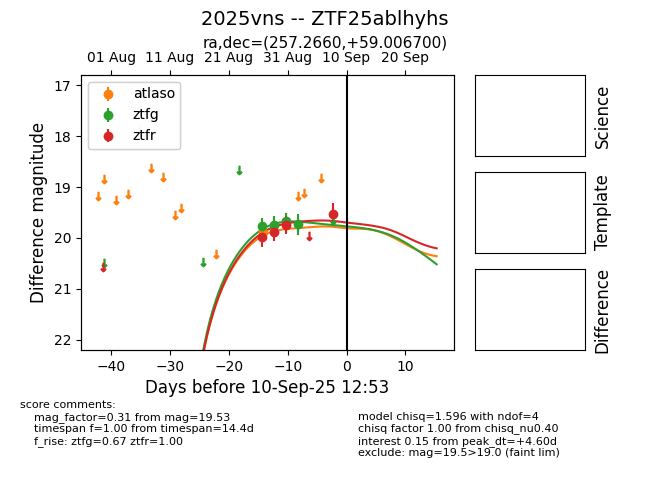 2025vns -- ZTF25ablhyhs
ra,dec=(257.2660,+59.006700)
01 Aug 11 Aug 21 Aug 31 Aug 10 Sep 20 Sep
atlaso
ztfg
ztfr
17
18
19
20
21
22
Difference magnitude
−40 −30 −20 −10 0 10
Days before 10-Sep-25 12:53
Science
Template
Difference
score comments:
mag_factor=0.31 from mag=19.53
timespan f=1.00 from timespan=14.4d
f_rise: ztfg=0.67 ztfr=1.00
model chisq=1.596 with ndof=4
chisq factor 1.00 from chisq_nu0.40
interest 0.15 from peak_dt=+4.60d
exclude: mag=19.5>19.0 (faint lim)